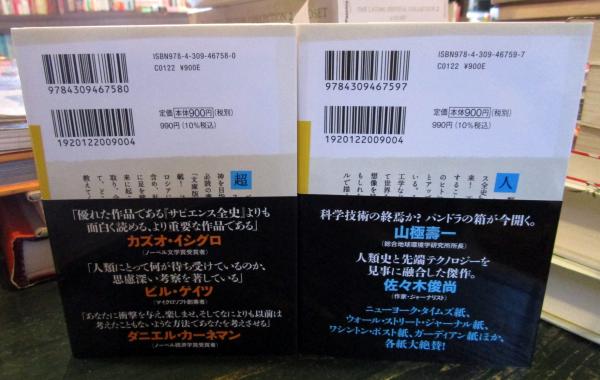 ISBN978-4-309-46758-0
C0122 ¥900E
9784309467580
定価 本体900円(税別)
990円(10%税込)
1920122009004
超
「優れた作品である『サピエンス全史』よりも
面白く読める、より重要な作品である」
カズオ・イシグロ
(ノーベル文学賞受賞者)
「人類にとって何が待ち受けているのか、
思慮深い考察を著している」
ビル・ゲイツ
(マイクロソフト創業者)
「あなたに衝撃を与え、楽しませ、そしてなによりも以前は
考えたこともないような方法であなたを考えさせる」
ダニエル・カーネマン
(ノーベル経済学賞受賞者)
ISBN978-4-309-46759-7
C0122 ¥900E
9784309467597
定価 本体900円(税別)
990円(10%税込)
1920122009004
人
科学技術の終焉か? パンドラの箱が今開く。
山極壽一
(総合地球環境学研究所所長)
人類史と先端テクノロジーを
見事に融合した傑作。
佐々木俊尚
(作家・ジャーナリスト)
ニューヨーク・タイムズ紙、
ウォール・ストリート・ジャーナル紙、
ワシントン・ポスト紙、ガーディアン紙ほか、
各紙大絶賛!